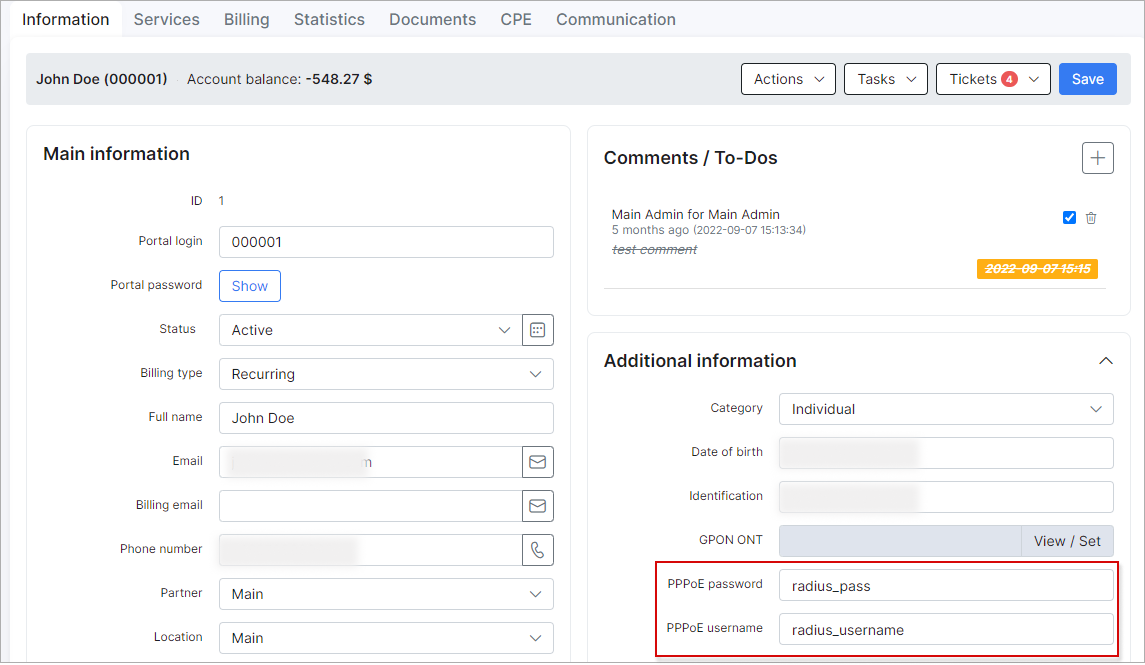 Information Services Billing Statistics Documents CPE Communication
John Doe (000001) Account balance: -548.27 $ Actions Tasks Tickets 4 Save
Main information
ID 1
Portal login 000001
Portal password Show
Status Active
Billing type Recurring
Full name John Doe
Email m
Billing email
Phone number
Partner Main
Location Main
Comments / To-Dos
Main Admin for Main Admin
5 months ago (2022-09-07 15:13:34)
test comment
2022-09-07 15:15
Additional information
Category Individual
Date of birth
Identification
GPON ONT View / Set
PPPoE password radius_pass
PPPoE username radius_username